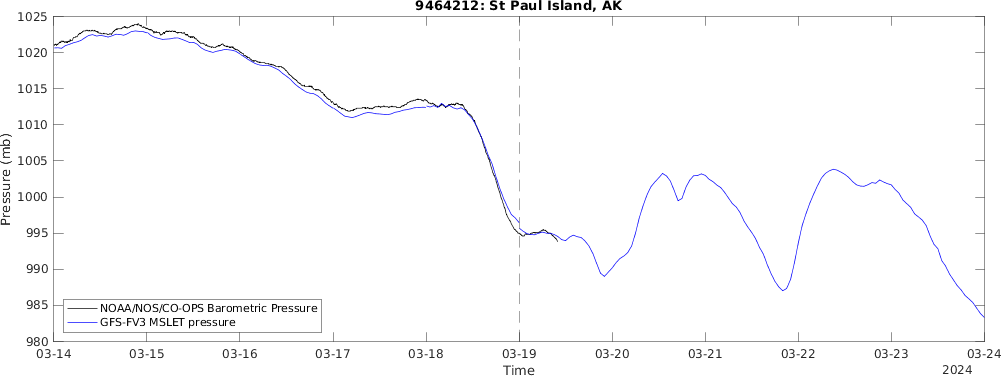 9464212: St Paul Island, AK
Pressure (mb)
1025
1020
1015
1010
1005
1000
995
990
985
980
NOAA/NOS/CO-OPS Barometric Pressure
GFS-FV3 MSLET pressure
03-14 03-15 03-16 03-17 03-18 03-19 03-20 03-21 03-22 03-23 03-24
Time
2024